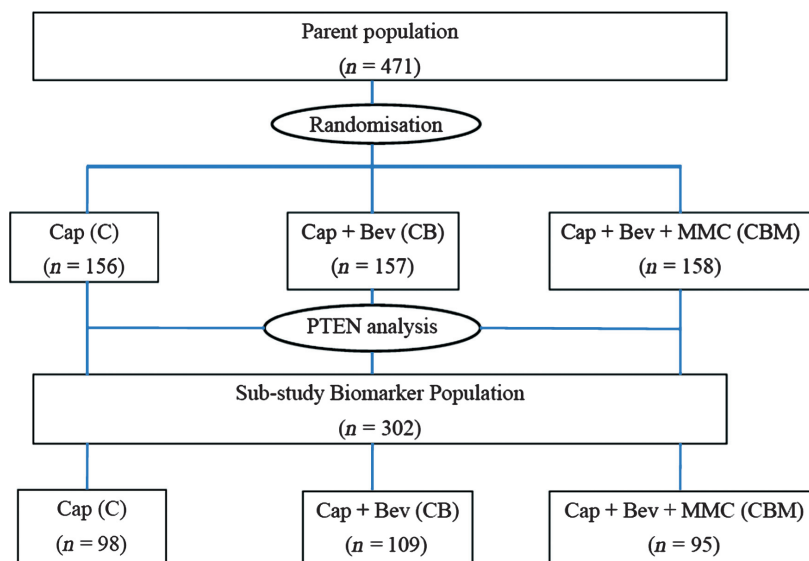 Parent population
(n = 471)
Randomisation
Cap (C)
(n = 156)
Cap + Bev (CB)
(n = 157)
Cap + Bev + MMC (CBM)
(n = 158)
PTEN analysis
Sub-study Biomarker Population
(n = 302)
Cap (C)
(n = 98)
Cap + Bev (CB)
(n = 109)
Cap + Bev + MMC (CBM)
(n = 95)